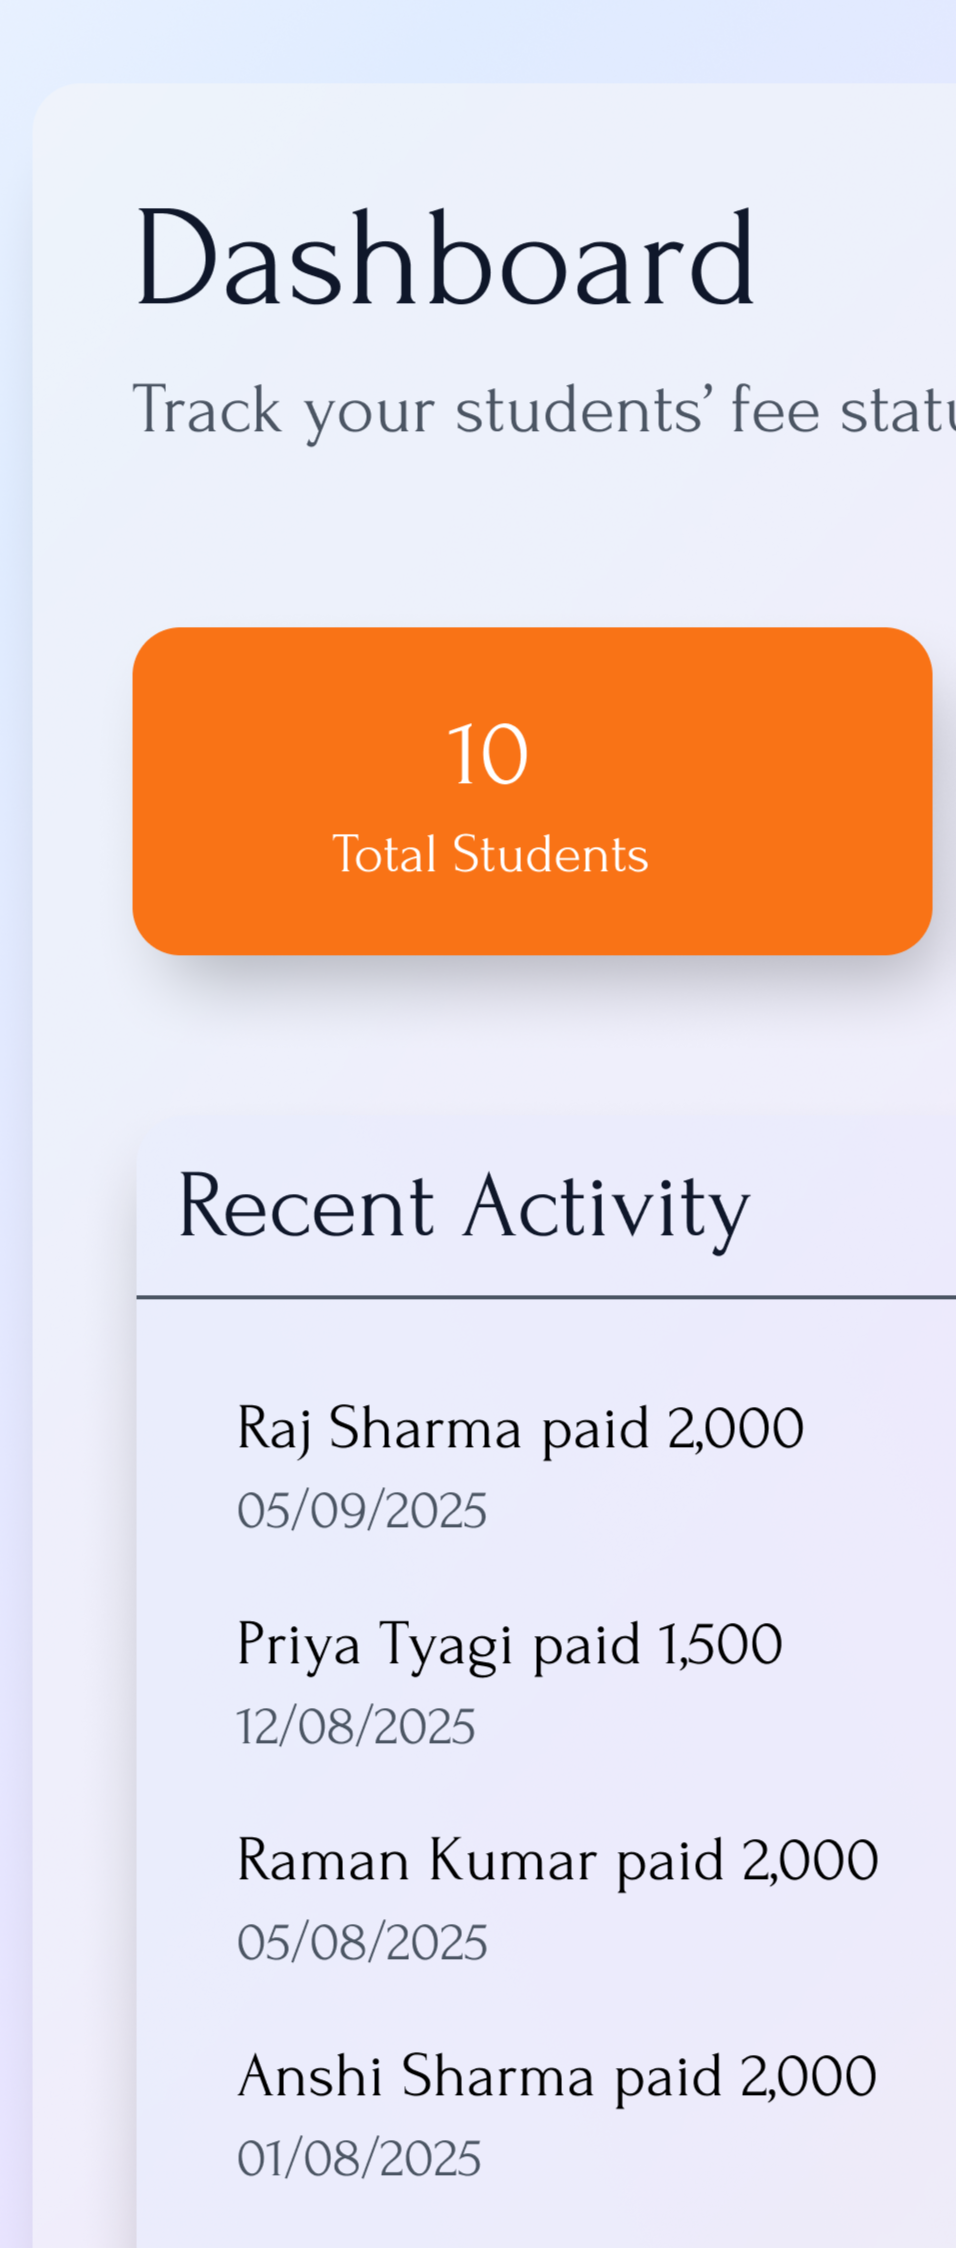 Dashboard
Track your students’ fee
10
Total Students
Recent Activity
Raj Sharma paid 2,000
05/09/2025
Priya Tyagi paid 1,500
12/08/2025
Raman Kumar paid 2,000
05/08/2025
Anshi Sharma paid 2,000
01/08/2025